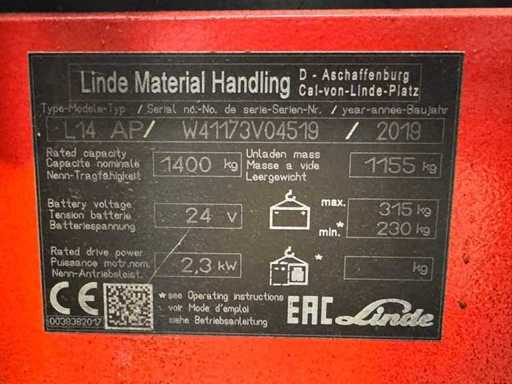 Linde Material Handling D - Aschaffenburg
Cal-von-Linde-Platz
Type-Modele-Typ / Serial no.-No. de serie-Serien-Nr. / year-annee-Baujahr
L14 AP / W41173V04519 / 2019
Rated capacity
Capacite nominale
Nenn-Tragfähigkeit
1400 kg
Unladen mass
Masse a vide
Leergewicht
1155 kg
Battery voltage
Tension batterie
Batteriespannung
24 V
max. 315 kg
* min. 230 kg
Rated drive power
Puissance motr.nom.
Nenn-Antriebsleist.
2,3 kW
* kg
CE
0039382017
* see Operating instructions
voir Mode d'emploi
siehe Betriebsanleitung
EAC Linde